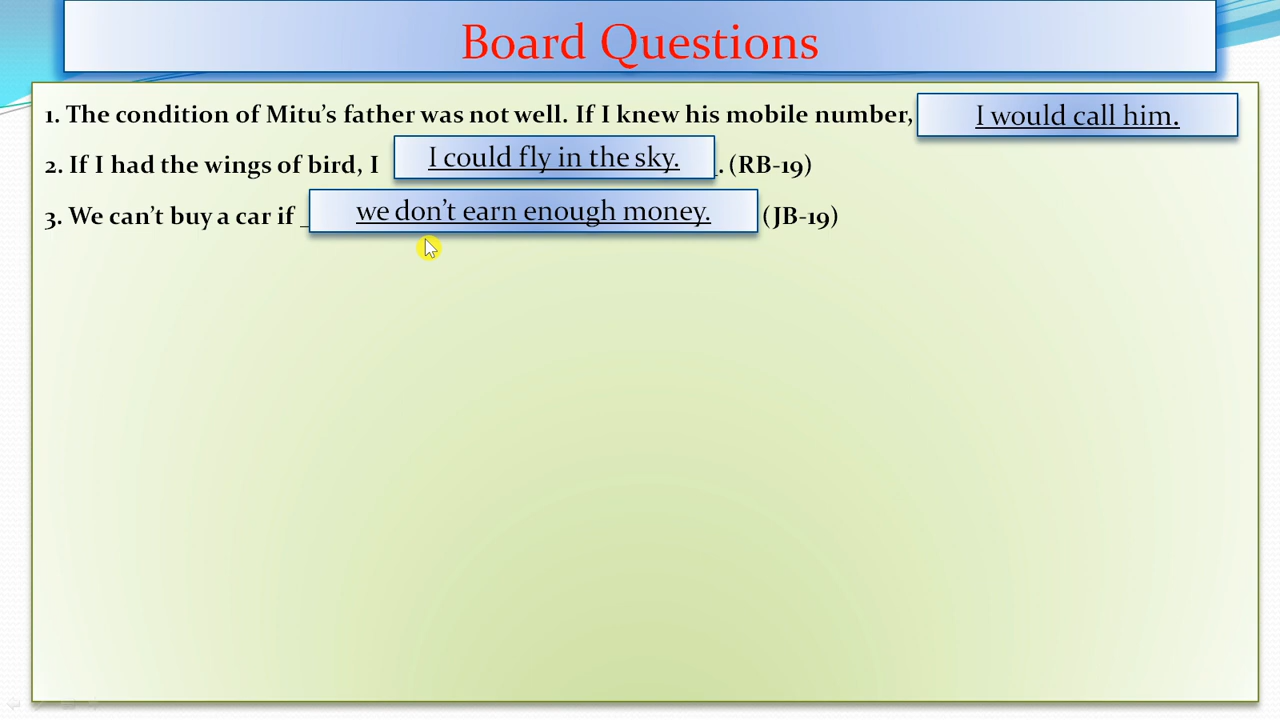 Board Questions
1. The condition of Mitu’s father was not well. If I knew his mobile number, I would call him.
2. If I had the wings of bird, I I could fly in the sky. . (RB-19)
3. We can’t buy a car if _ we don’t earn enough money. (JB-19)